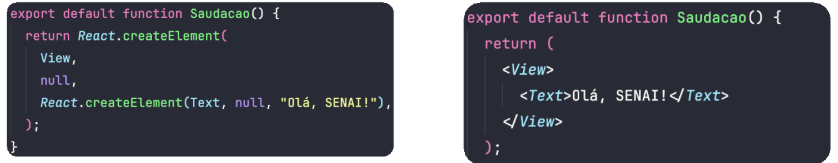 export default function Saudacao() {
  return React.createElement(
    View,
    null,
    React.createElement(Text, null, "Olá, SENAI!"),
  );
}
export default function Saudacao() {
  return (
    <View>
      <Text>Olá, SENAI!</Text>
    </View>
  );